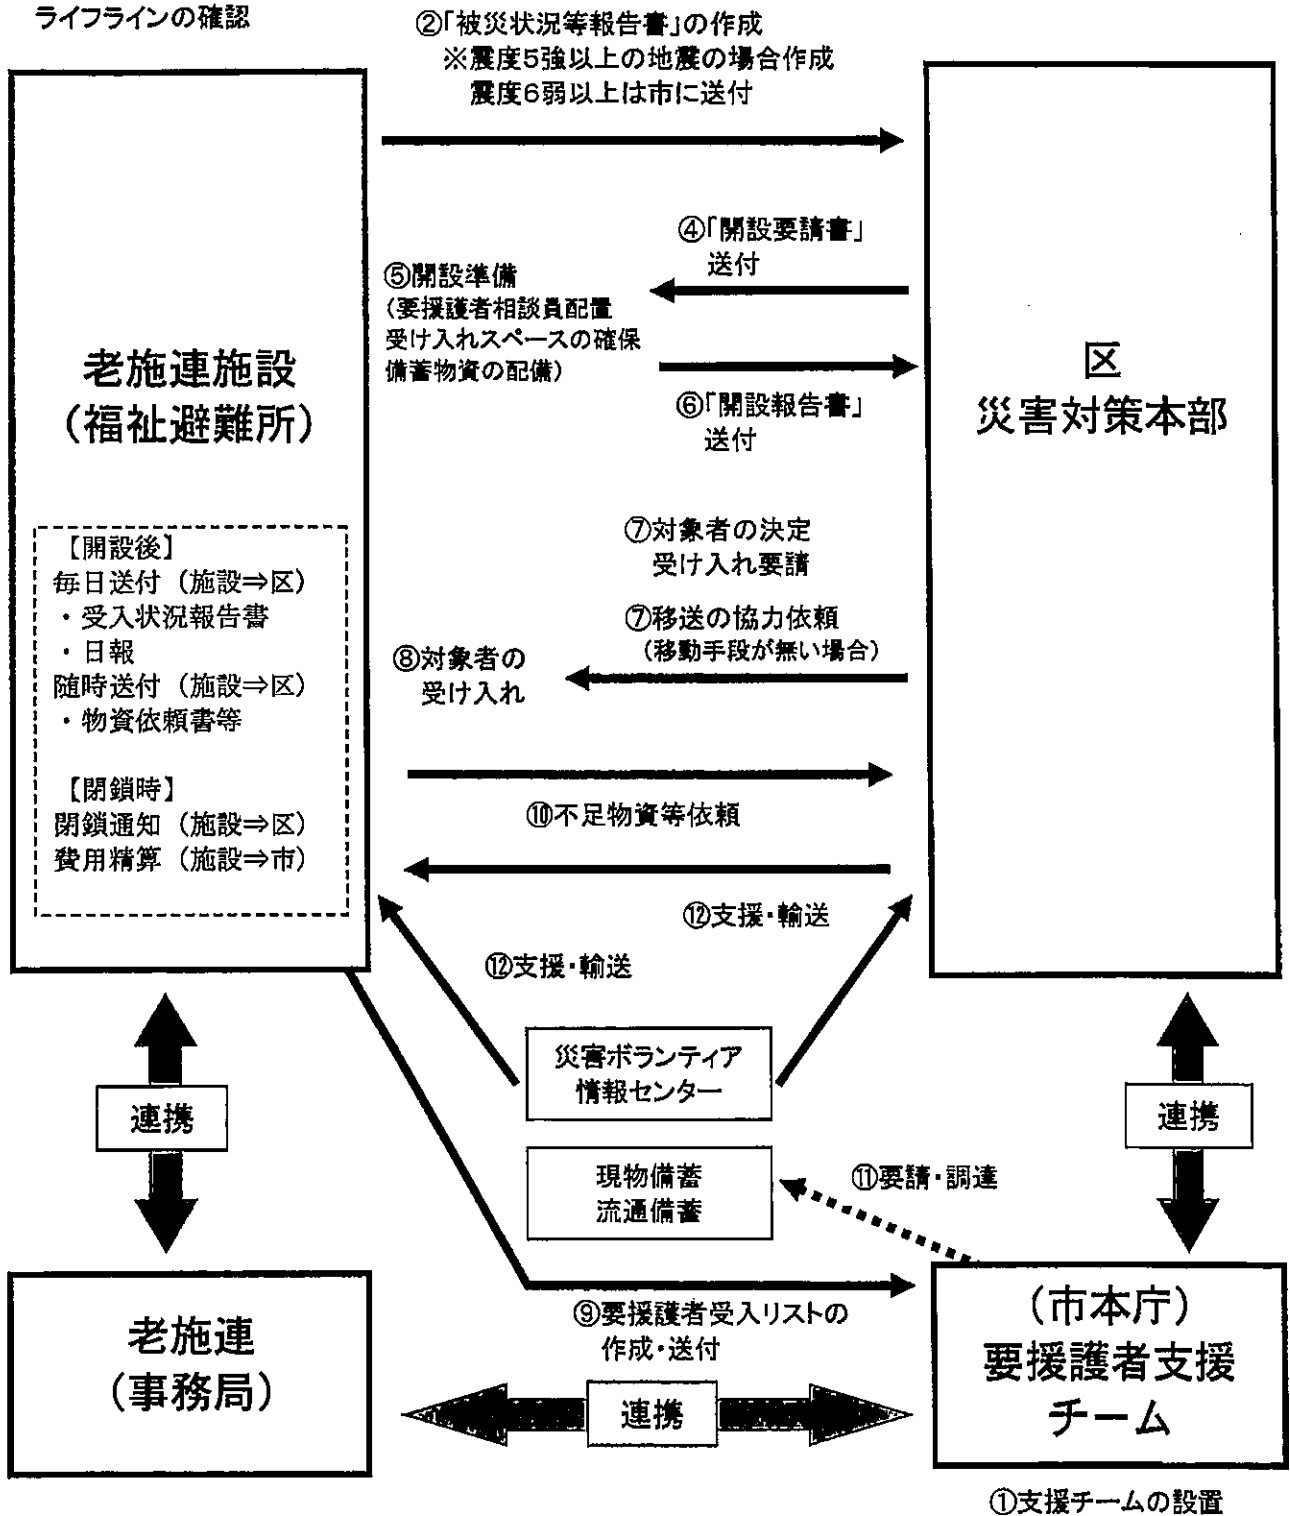 ライフラインの確認
②「被災状況等報告書」の作成
※震度5強以上の地震の場合作成
震度6弱以上は市に送付
④「開設要請書」
送付
⑤開設準備
(要援護者相談員配置
受け入れスペースの確保
備蓄物資の配備)
⑥「開設報告書」
送付
老施連施設
(福祉避難所)
区
災害対策本部
【開設後】
毎日送付(施設⇒区)
・受入状況報告書
・日報
随時送付(施設⇒区)
・物資依頼書等
【閉鎖時】
閉鎖通知(施設⇒区)
費用精算(施設⇒市)
⑦対象者の決定
受け入れ要請
⑦移送の協力依頼
(移動手段が無い場合)
⑧対象者の
受け入れ
⑩不足物資等依頼
⑫支援・輸送
⑫支援・輸送
災害ボランティア
情報センター
連携
連携
現物備蓄
流通備蓄
⑪要請・調達
⑨要援護者受入リストの
作成・送付
老施連
(事務局)
連携
(市本庁)
要援護者支援
チーム
①支援チームの設置